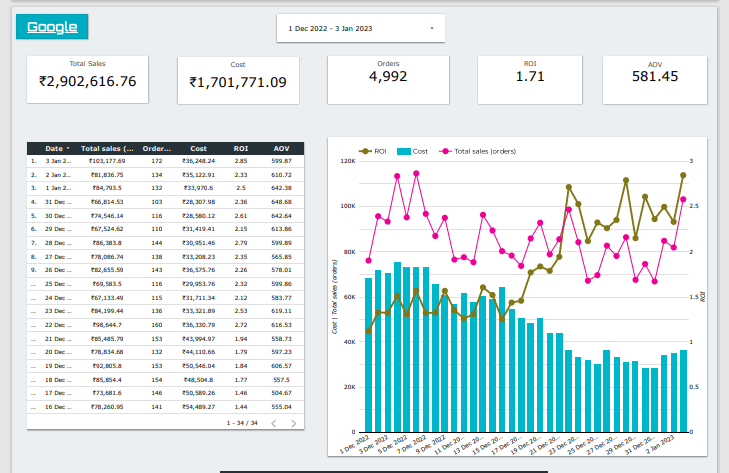 Google
1 Dec 2022 - 3 Jan 2023
Total Sales
₹2,902,616.76
Cost
₹1,701,771.09
Orders
4,992
ROI
1.71
AOV
581.45
Date Total sales (... Order... Cost ROI AOV
1. 3 Jan 2... ₹103,177.69 172 ₹36,248.24 2.85 599.87
2. 2 Jan 2... ₹81,836.75 134 ₹35,122.91 2.33 610.72
3. 1 Jan 2... ₹84,793.5 132 ₹33,970.6 2.5 642.38
4. 31 Dec ... ₹66,814.53 103 ₹28,307.98 2.36 648.68
5. 30 Dec ... ₹74,546.14 116 ₹28,580.12 2.61 642.64
6. 29 Dec ... ₹67,524.62 110 ₹31,419.41 2.15 613.86
7. 28 Dec ... ₹86,383.8 144 ₹30,951.46 2.79 599.89
8. 27 Dec ... ₹78,086.74 138 ₹33,208.23 2.35 565.85
9. 26 Dec ... ₹82,655.59 143 ₹36,575.76 2.26 578.01
... 25 Dec ... ₹69,583.5 116 ₹29,953.76 2.32 599.86
... 24 Dec ... ₹67,133.49 115 ₹31,711.34 2.12 583.77
... 23 Dec ... ₹84,199.44 136 ₹33,321.89 2.53 619.11
... 22 Dec ... ₹98,644.7 160 ₹36,330.79 2.72 616.53
... 21 Dec ... ₹85,485.79 153 ₹43,994.97 1.94 558.73
... 20 Dec ... ₹78,834.68 132 ₹44,110.66 1.79 597.23
... 19 Dec ... ₹92,805.8 153 ₹50,546.04 1.84 606.57
... 18 Dec ... ₹85,854.4 154 ₹48,504.8 1.77 557.5
... 17 Dec ... ₹73,681.6 146 ₹50,589.26 1.46 504.67
... 16 Dec ... ₹78,260.95 141 ₹54,489.27 1.44 555.04
1 - 34 / 34
ROI Cost Total sales (orders)
120K
100K
80K
60K
40K
20K
0
Cost | Total sales (orders)
3
2.5
2
1.5
1
0.5
0
ROI
1 Dec 2022
3 Dec 2022
5 Dec 2022
7 Dec 2022
9 Dec 2022
11 Dec 20...
13 Dec 20...
15 Dec 20...
17 Dec 20...
19 Dec 20...
21 Dec 20...
23 Dec 20...
25 Dec 20...
27 Dec 20...
29 Dec 20...
31 Dec 20...
2 Jan 2023